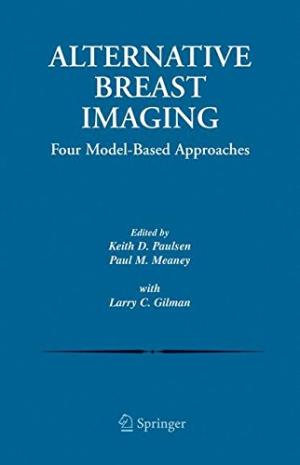 ALTERNATIVE
BREAST
IMAGING
Four Model-Based Approaches
Edited by
Keith D. Paulsen
Paul M. Meaney
with
Larry C. Gilman
Springer